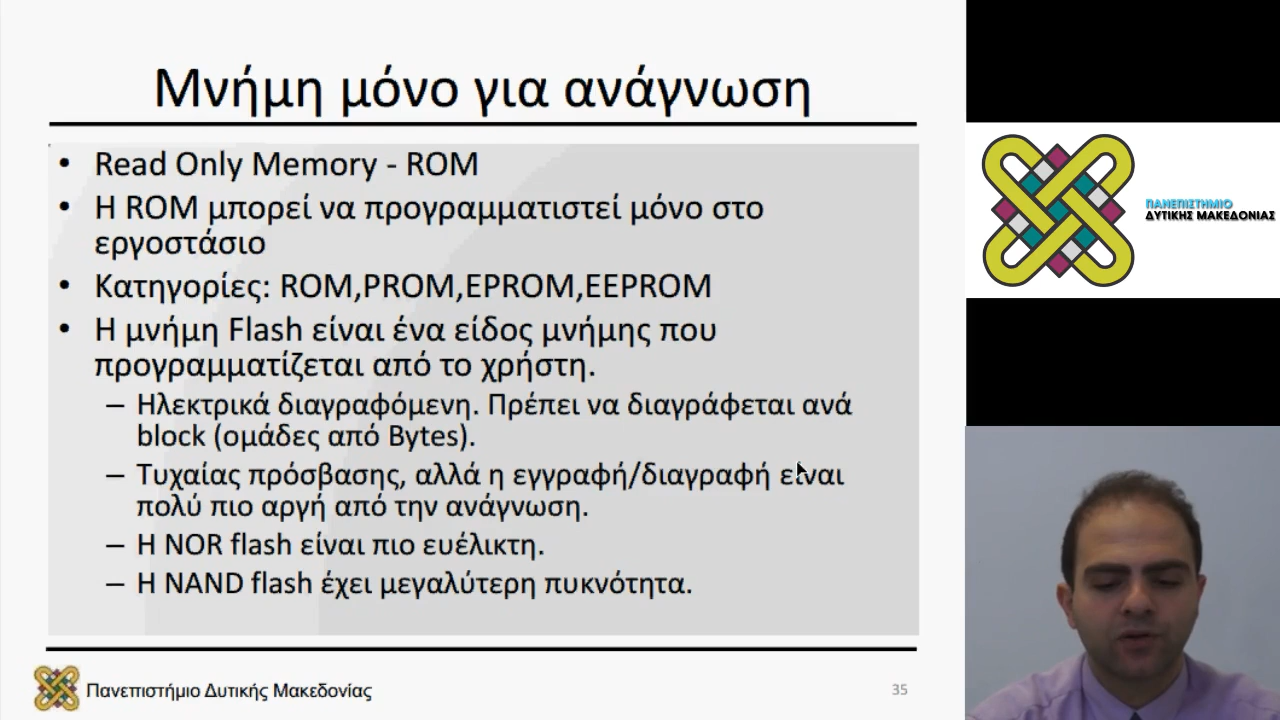 Μνήμη μόνο για ανάγνωση
• Read Only Memory - ROM
• Η ROM μπορεί να προγραμματιστεί μόνο στο
εργοστάσιο
• Κατηγορίες: ROM,PROM,EPROM,EEPROM
• Η μνήμη Flash είναι ένα είδος μνήμης που
προγραμματίζεται από το χρήστη.
– Ηλεκτρικά διαγραφόμενη. Πρέπει να διαγράφεται ανά
block (ομάδες από Bytes).
– Τυχαίας πρόσβασης, αλλά η εγγραφή/διαγραφή είναι
πολύ πιο αργή από την ανάγνωση.
– Η NOR flash είναι πιο ευέλικτη.
– Η NAND flash έχει μεγαλύτερη πυκνότητα.
Πανεπιστήμιο Δυτικής Μακεδονίας
35
ΠΑΝΕΠΙΣΤΗΜΙΟ
ΔΥΤΙΚΗΣ ΜΑΚΕΔΟΝΙΑΣ